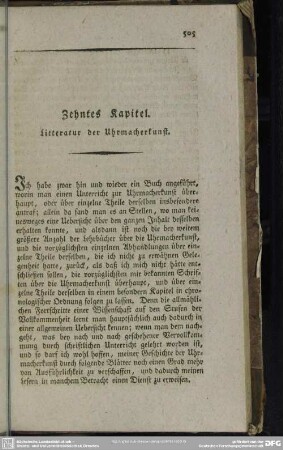 505
Zehntes Kapitel.
Litteratur der Uhrmacherkunst.
Ich habe zwar hin und wieder ein Buch angeführt,
worin man einen Unterricht zur Uhrmacherkunst über-
haupt, oder über einzelne Theile derselben insbesondere
antraf; allein da fand man es an Stellen, wo man kei-
nesweges eine Uebersicht über den ganzen Inhalt desselben
erhalten konnte, und alsdann ist noch die bey weitem
größere Anzahl der Lehrbücher über die Uhrmacherkunst,
und die vorzüglichsten einzelnen Abhandlungen über ein-
zelne Theile derselben, die ich nicht zu erwähnen Gele-
genheit hatte, zurück, als daß ich mich nicht hätte ent-
schließen sollen, die vorzüglichsten mir bekannten Schrif-
ten über die Uhrmacherkunst überhaupt, und über ein-
zelne Theile derselben in einem besondern Kapitel in chro-
nologischer Ordnung folgen zu lassen. Denn die allmähli-
chen Fortschritte einer Wissenschaft auf den Stufen der
Vollkommenheit lernt man hauptsächlich auch dadurch in
einer allgemeinen Uebersicht kennen; wenn man dem nach-
geht, was bey nach und nach geschehener Vervollkom-
mnung durch schriftlichen Unterricht gelehrt worden ist,
und so darf ich wohl hoffen, meiner Geschichte der Uhr-
macherkunst durch folgende Blätter noch einen Grad mehr
von Ausführlichkeit zu verschaffen, und dadurch meinen
Lesern in manchem Betracht einen Dienst zu erweisen.